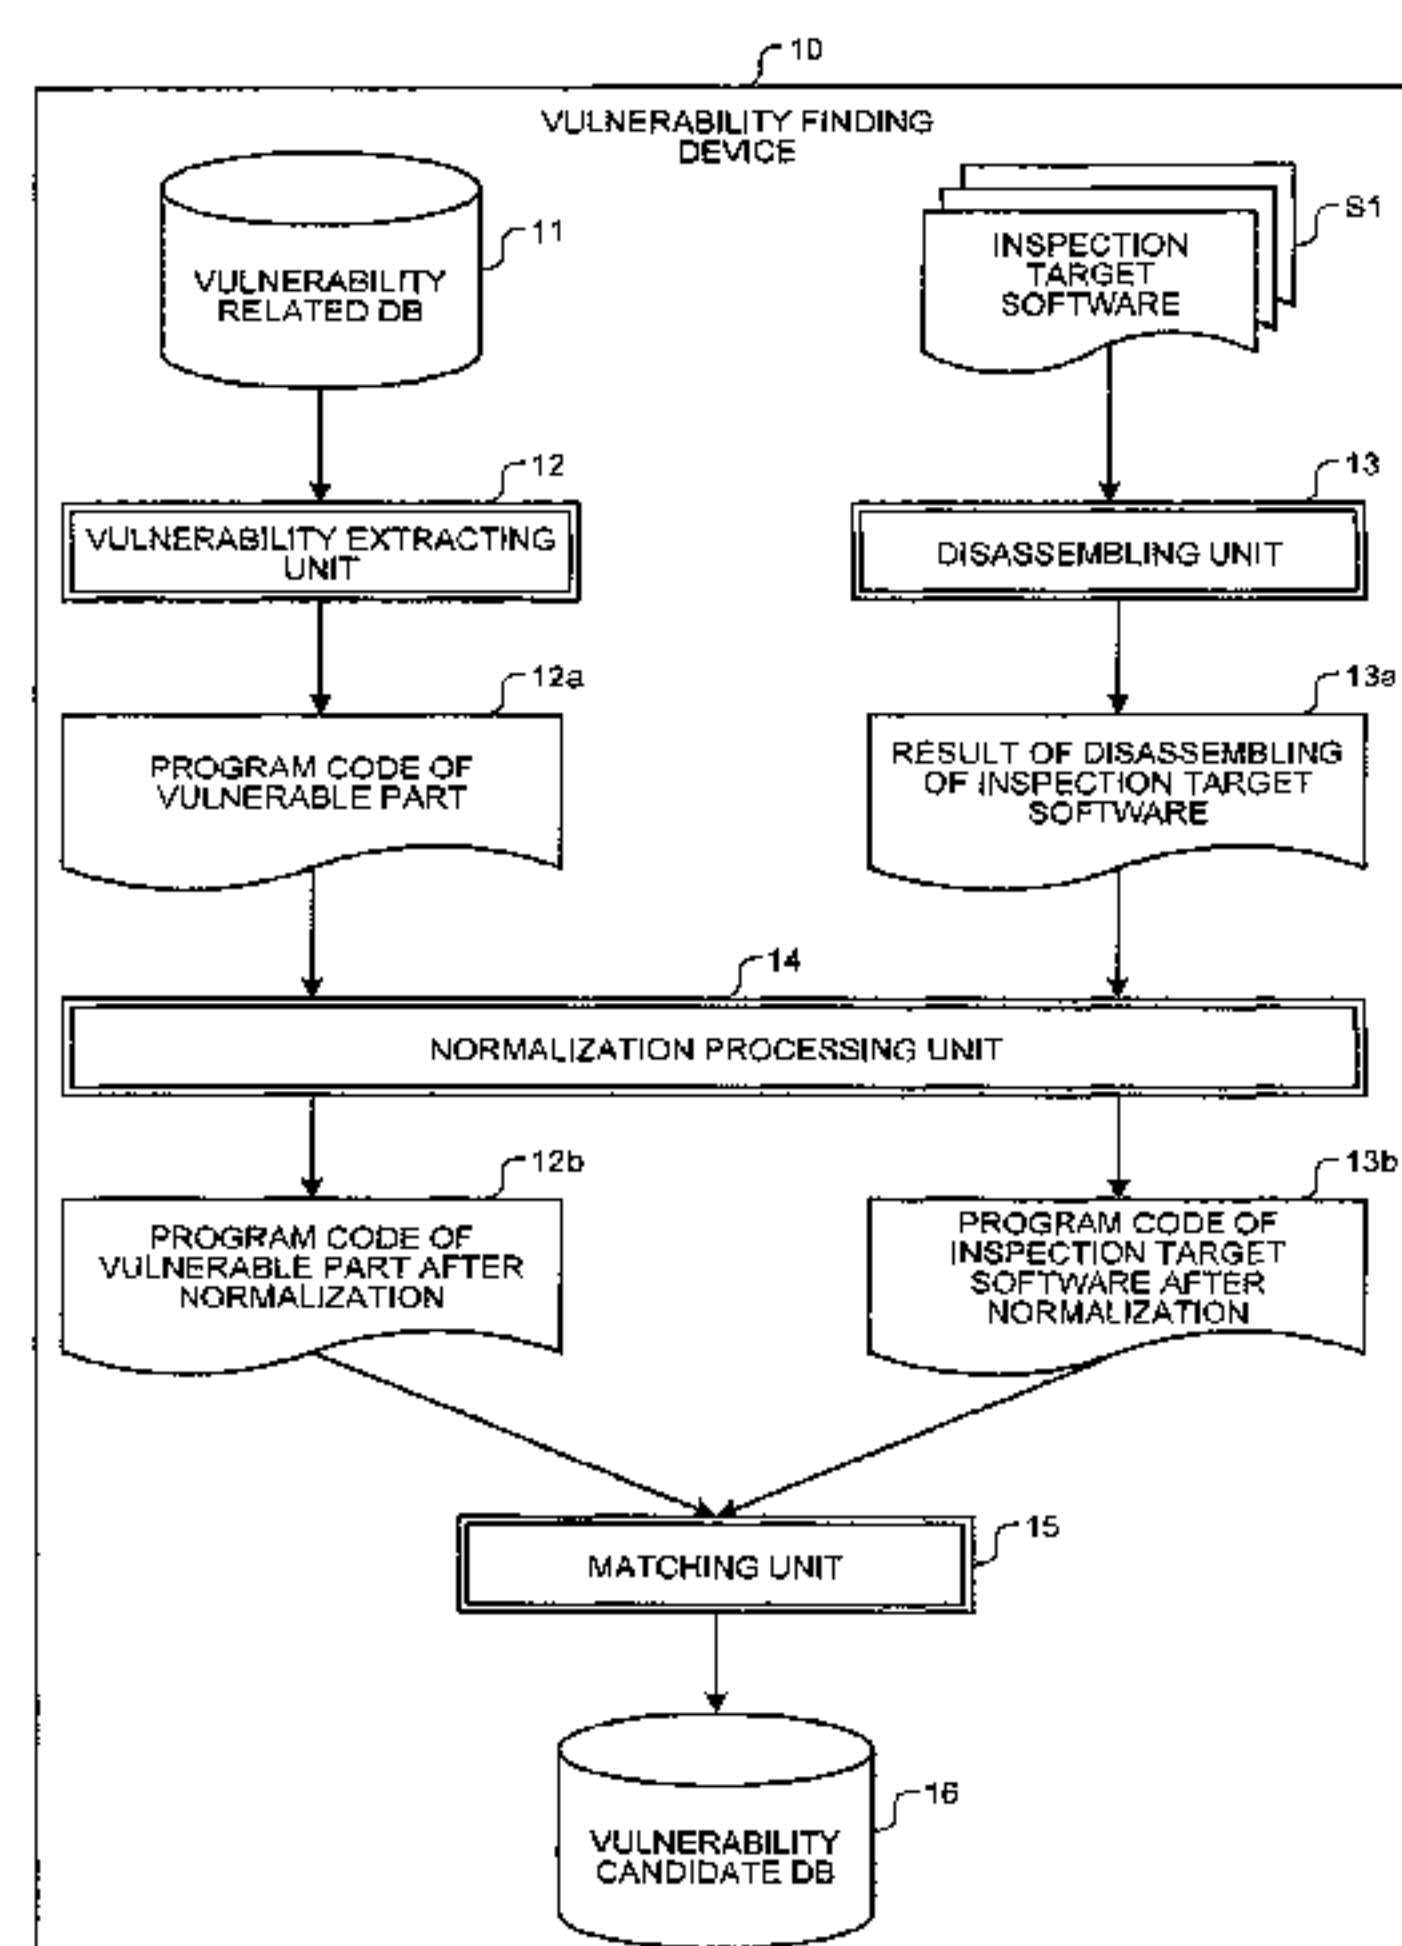 10
VULNERABILITY FINDING
DEVICE
11
VULNERABILITY
RELATED DB
S1
INSPECTION
TARGET
SOFTWARE
12
VULNERABILITY EXTRACTING
UNIT
13
DISASSEMBLING UNIT
12a
PROGRAM CODE OF
VULNERABLE PART
13a
RESULT OF DISASSEMBLING
OF INSPECTION TARGET
SOFTWARE
14
NORMALIZATION PROCESSING UNIT
12b
PROGRAM CODE OF
VULNERABLE PART AFTER
NORMALIZATION
13b
PROGRAM CODE OF
INSPECTION TARGET
SOFTWARE AFTER
NORMALIZATION
15
MATCHING UNIT
16
VULNERABILITY
CANDIDATE DB